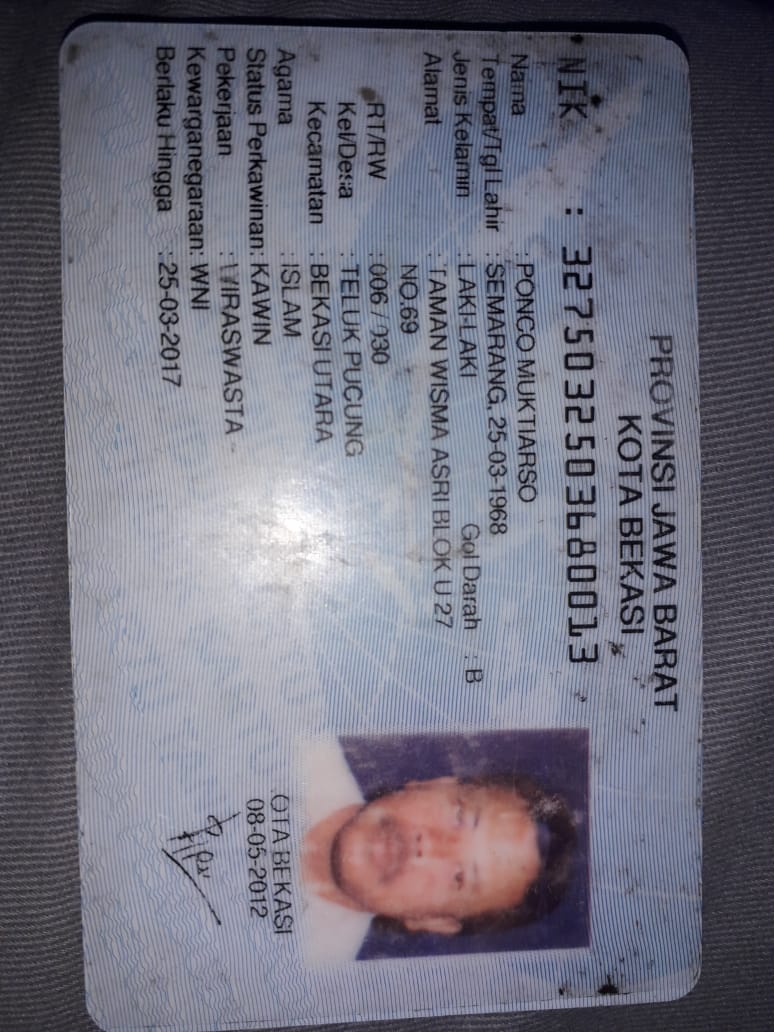 PROVINSI JAWA BARAT
KOTA BEKASI
NIK : 3275032503680013
Nama : PONCO MUKTIARSO
Tempat/Tgl Lahir : SEMARANG, 25-03-1968
Jenis Kelamin : LAKI-LAKI Gol Darah : B
Alamat : TAMAN WISMA ASRI BLOK U 27
NO.69
RT/RW : 006 / 030
Kel/Desa : TELUK PUCUNG
Kecamatan : BEKASI UTARA
Agama : ISLAM
Status Perkawinan: KAWIN
Pekerjaan : WIRASWASTA
Kewarganegaraan: WNI
Berlaku Hingga : 25-03-2017
OTA BEKASI
08-05-2012